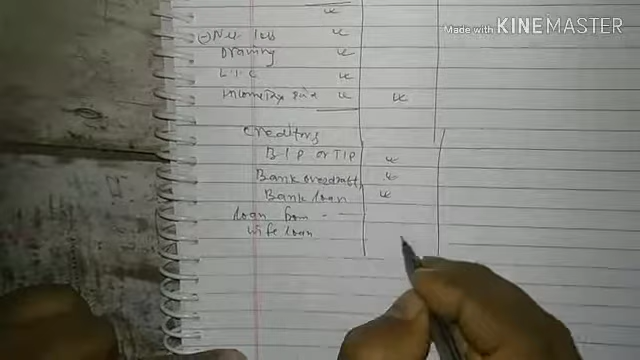 Made with KINEMASTER
(-) Net loss
Drawing
L I C
Income tax paid
Creditors
B I P or T I P
Bank overdraft
Bank loan
loan from -
wife loan